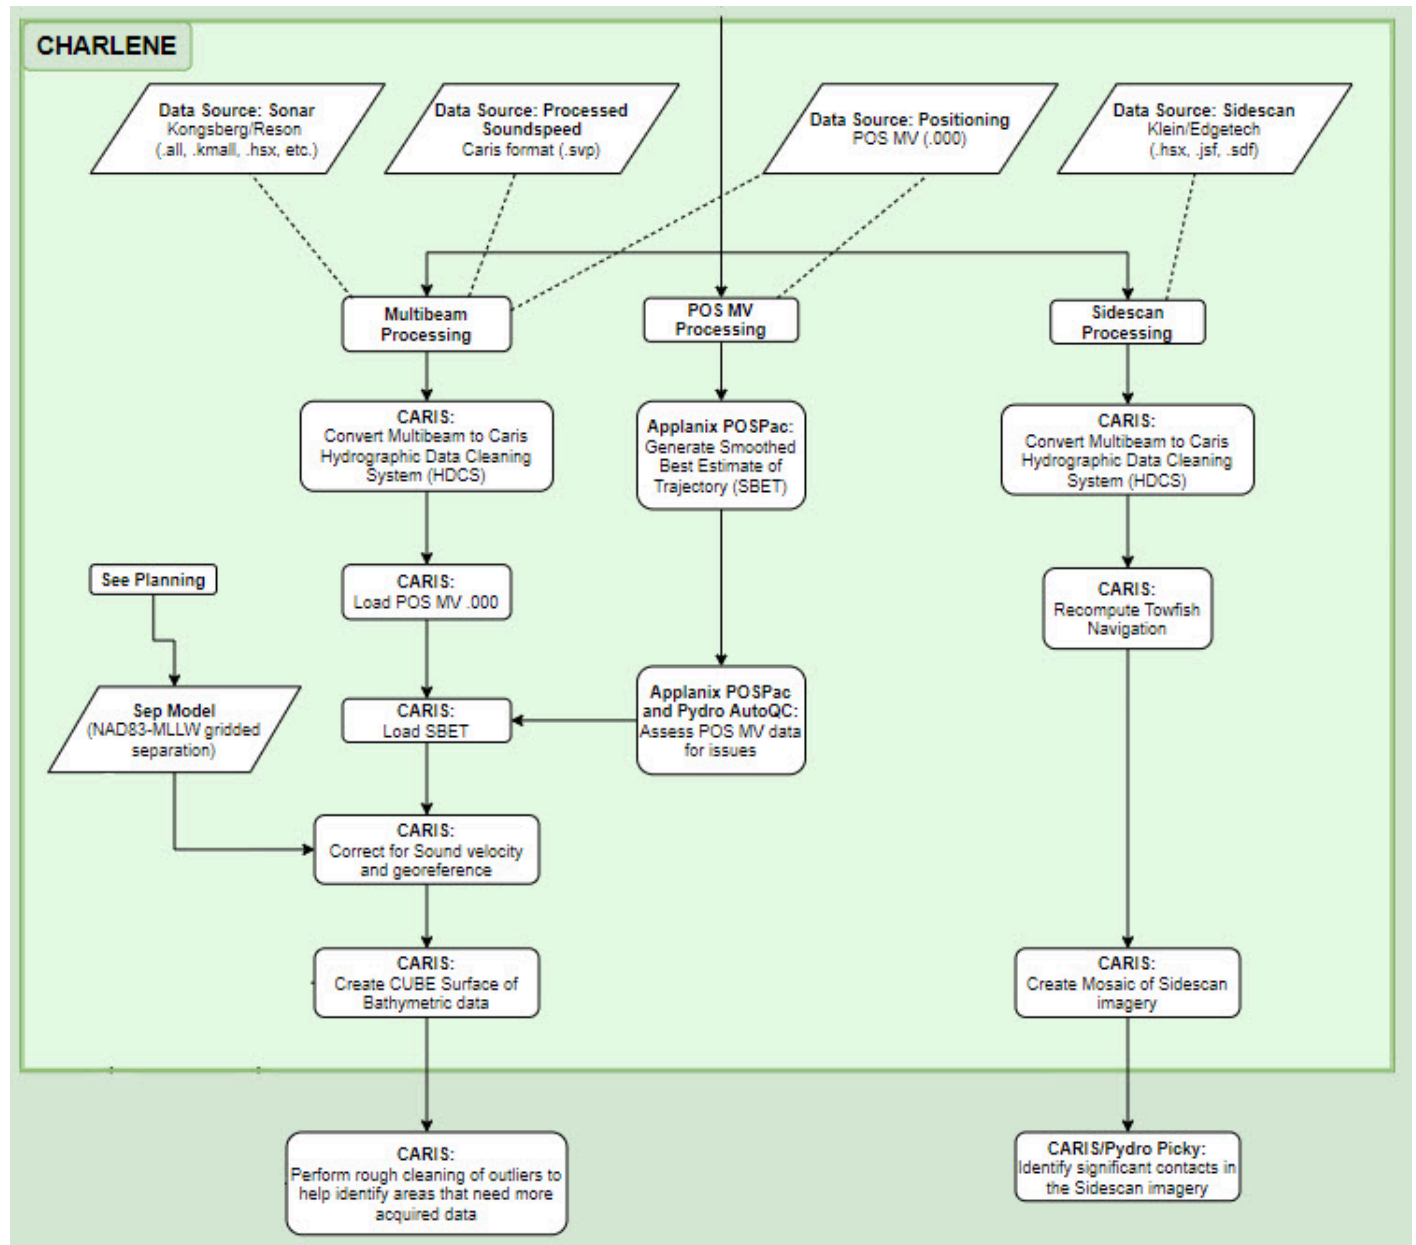 CHARLENE
Data Source: Sonar
Kongsberg/Reson
(.all, .kmall, .hsx, etc.)
Data Source: Processed
Soundspeed
Caris format (.svp)
Data Source: Positioning
POS MV (.000)
Data Source: Sidescan
Klein/Edgetech
(.hsx, .jsf, .sdf)
Multibeam
Processing
POS MV
Processing
Sidescan
Processing
CARIS:
Convert Multibeam to Caris
Hydrographic Data Cleaning
System (HDCS)
Applanix POSPac:
Generate Smoothed
Best Estimate of
Trajectory (SBET)
CARIS:
Convert Multibeam to Caris
Hydrographic Data Cleaning
System (HDCS)
See Planning
CARIS:
Load POS MV .000
CARIS:
Recompute Towfish
Navigation
Sep Model
(NAD83-MLLW gridded
separation)
CARIS:
Load SBET
Applanix POSPac
and Pydro AutoQC:
Assess POS MV data
for issues
CARIS:
Correct for Sound velocity
and georeference
CARIS:
Create CUBE Surface of
Bathymetric data
CARIS:
Create Mosaic of Sidescan
imagery
CARIS:
Perform rough cleaning of outliers to
help identify areas that need more
acquired data
CARIS/Pydro Picky:
Identify significant contacts in
the Sidescan imagery